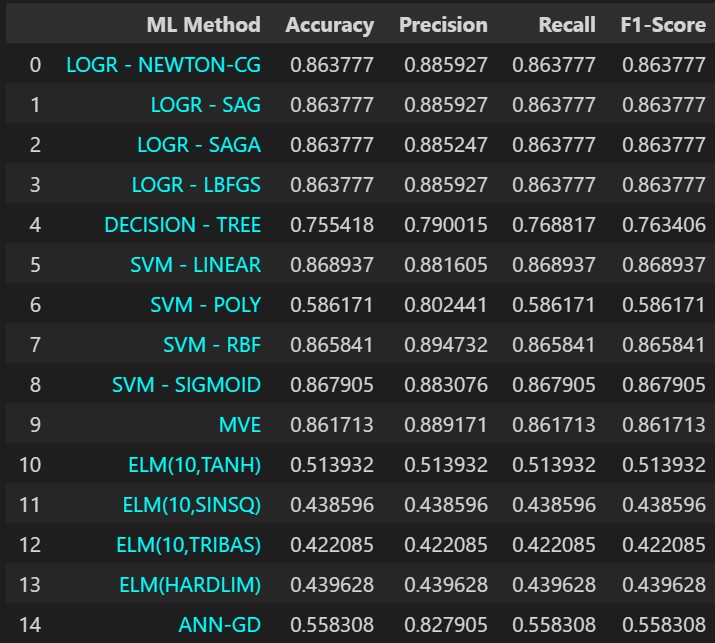 ML Method Accuracy Precision Recall F1-Score
0 LOGR - NEWTON-CG 0.863777 0.885927 0.863777 0.863777
1 LOGR - SAG 0.863777 0.885927 0.863777 0.863777
2 LOGR - SAGA 0.863777 0.885247 0.863777 0.863777
3 LOGR - LBFGS 0.863777 0.885927 0.863777 0.863777
4 DECISION - TREE 0.755418 0.790015 0.768817 0.763406
5 SVM - LINEAR 0.868937 0.881605 0.868937 0.868937
6 SVM - POLY 0.586171 0.802441 0.586171 0.586171
7 SVM - RBF 0.865841 0.894732 0.865841 0.865841
8 SVM - SIGMOID 0.867905 0.883076 0.867905 0.867905
9 MVE 0.861713 0.889171 0.861713 0.861713
10 ELM(10,TANH) 0.513932 0.513932 0.513932 0.513932
11 ELM(10,SINSQ) 0.438596 0.438596 0.438596 0.438596
12 ELM(10,TRIBAS) 0.422085 0.422085 0.422085 0.422085
13 ELM(HARDLIM) 0.439628 0.439628 0.439628 0.439628
14 ANN-GD 0.558308 0.827905 0.558308 0.558308